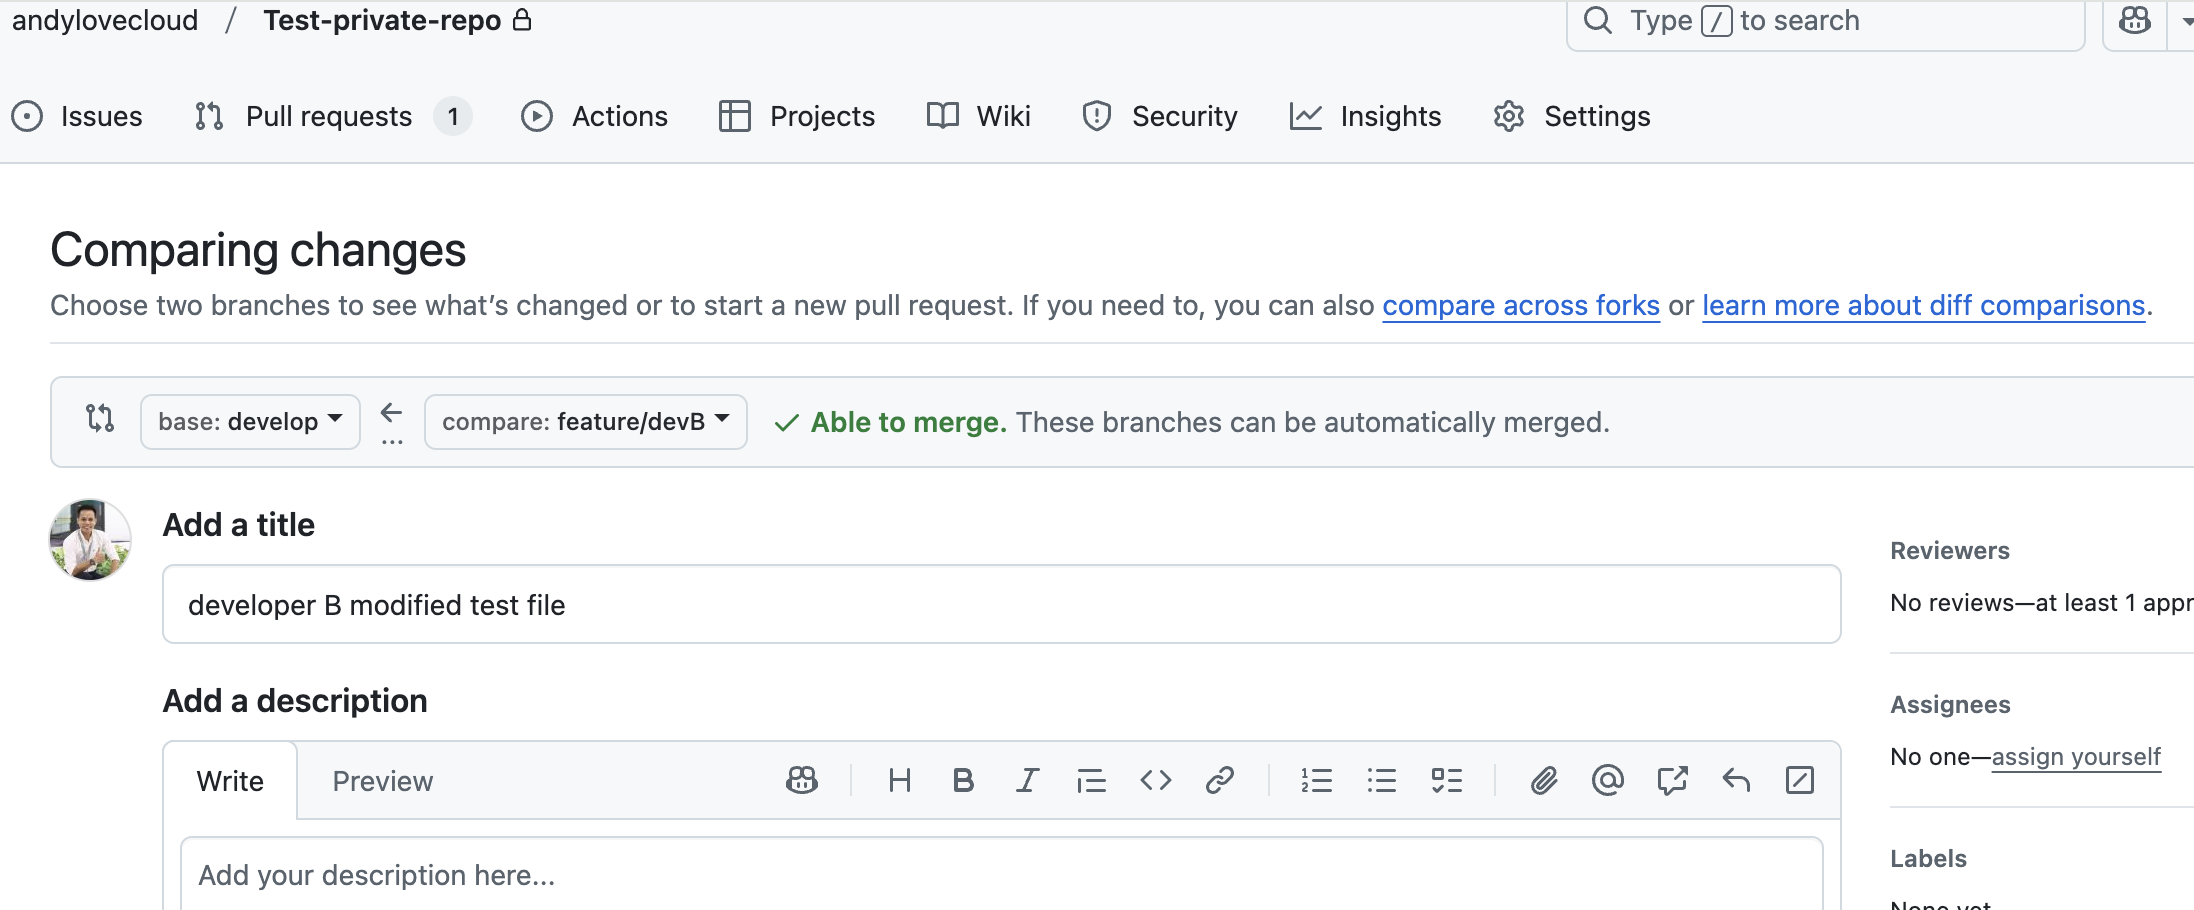 andylovecloud / Test-private-repo
Type / to search
Issues Pull requests 1 Actions Projects Wiki Security Insights Settings
Comparing changes
Choose two branches to see what's changed or to start a new pull request. If you need to, you can also compare across forks or learn more about diff comparisons.
base: develop ... compare: feature/devB Able to merge. These branches can be automatically merged.
Add a title
developer B modified test file
Add a description
Write Preview
Add your description here...
Reviewers
No reviews—at least 1 appr
Assignees
No one—assign yourself
Labels
None yet